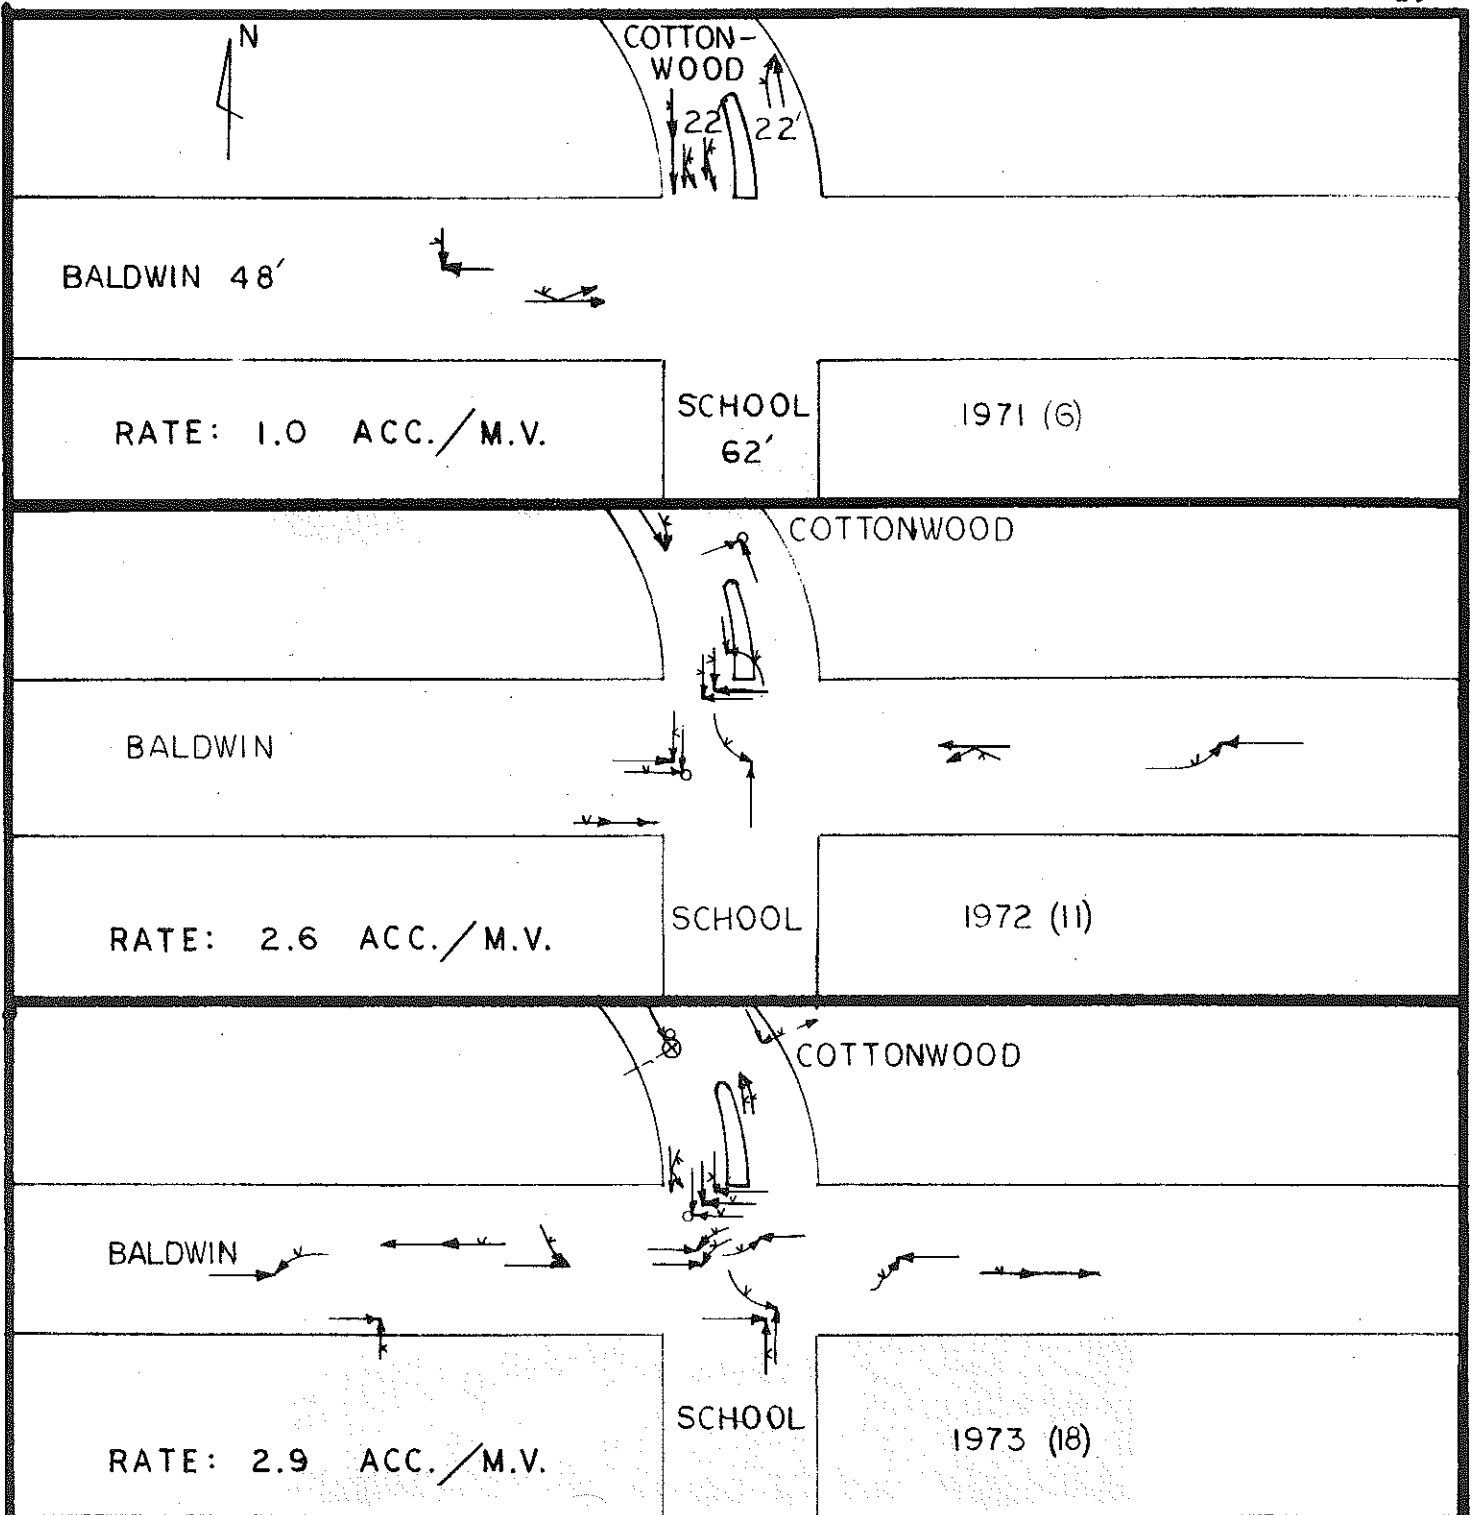 N
COTTON-
WOOD
22 22'
BALDWIN 48'
RATE: 1.0 ACC./M.V.
SCHOOL
62'
1971 (6)
COTTONWOOD
BALDWIN
RATE: 2.6 ACC./M.V.
SCHOOL
1972 (11)
COTTONWOOD
BALDWIN
RATE: 2.9 ACC./M.V.
SCHOOL
1973 (18)